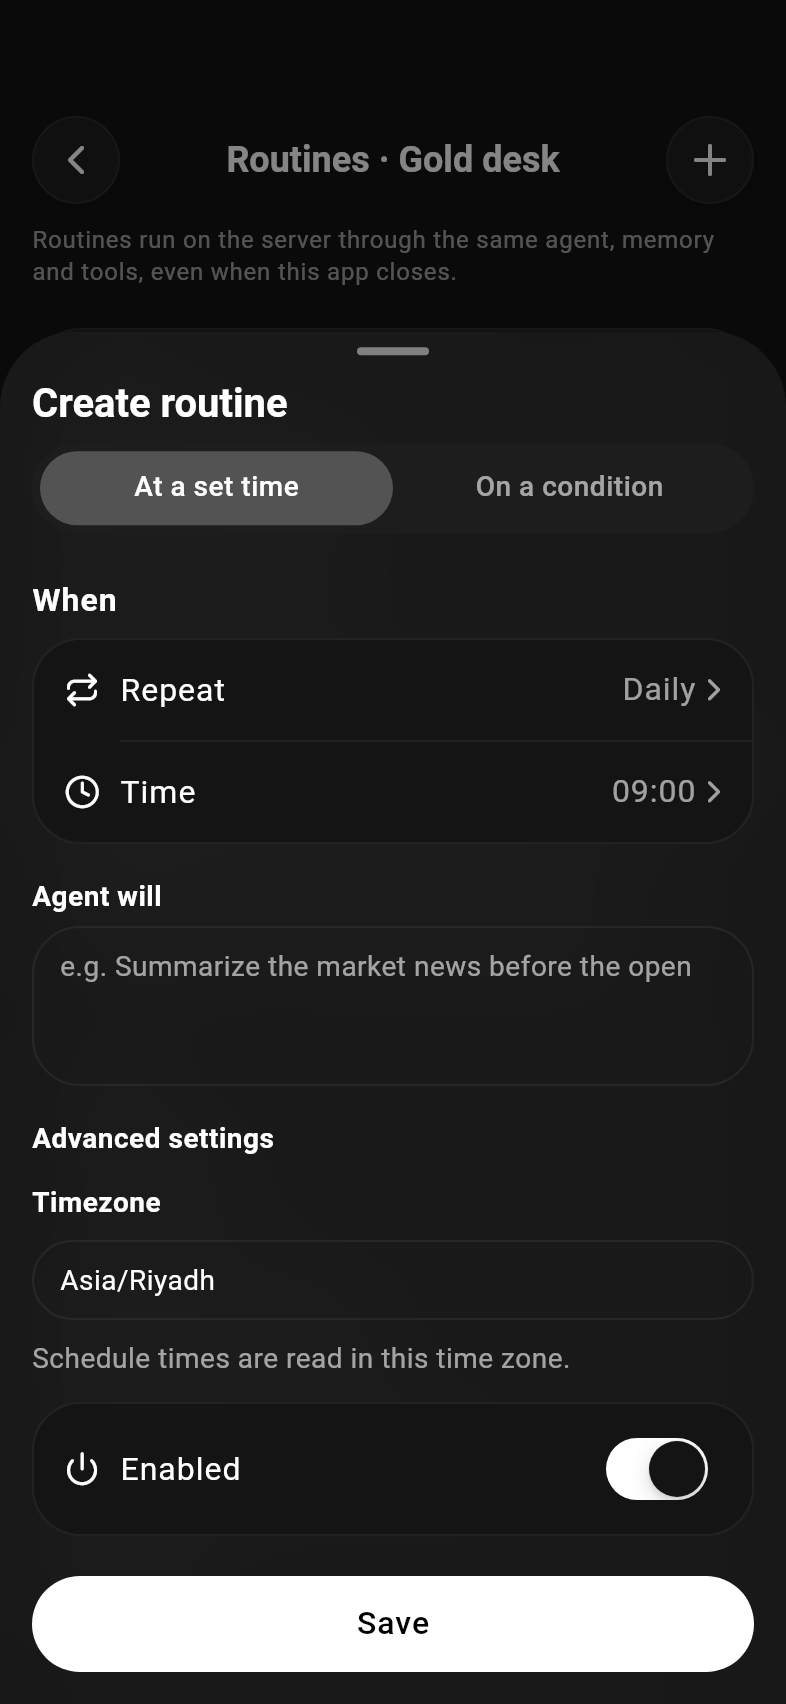 Routines · Gold desk
Routines run on the server through the same agent, memory
and tools, even when this app closes.
Create routine
At a set time
On a condition
When
Repeat
Daily
Time
09:00
Agent will
e.g. Summarize the market news before the open
Advanced settings
Timezone
Asia/Riyadh
Schedule times are read in this time zone.
Enabled
Save